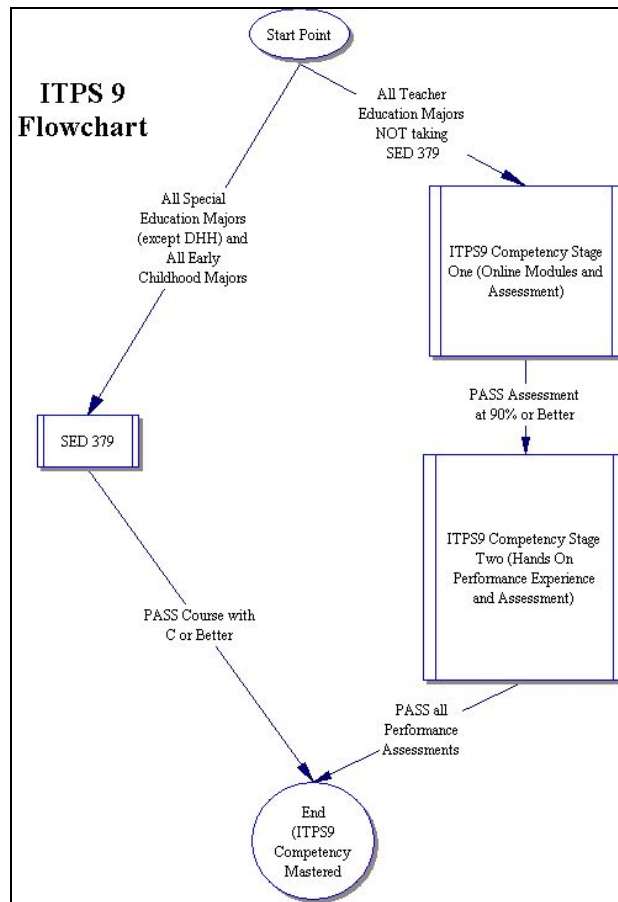 Start Point
ITPS 9
Flowchart
All Teacher
Education Majors
NOT taking
SED 379
All Special
Education Majors
(except DHH) and
All Early
Childhood Majors
ITPS9 Competency Stage
One (Online Modules and
Assessment)
PASS Assessment
at 90% or Better
SED 379
ITPS9 Competency Stage
Two (Hands On
Performance Experience
and Assessment)
PASS Course with
C or Better
PASS all
Performance
Assessments
End
(ITPS9
Competency
Mastered